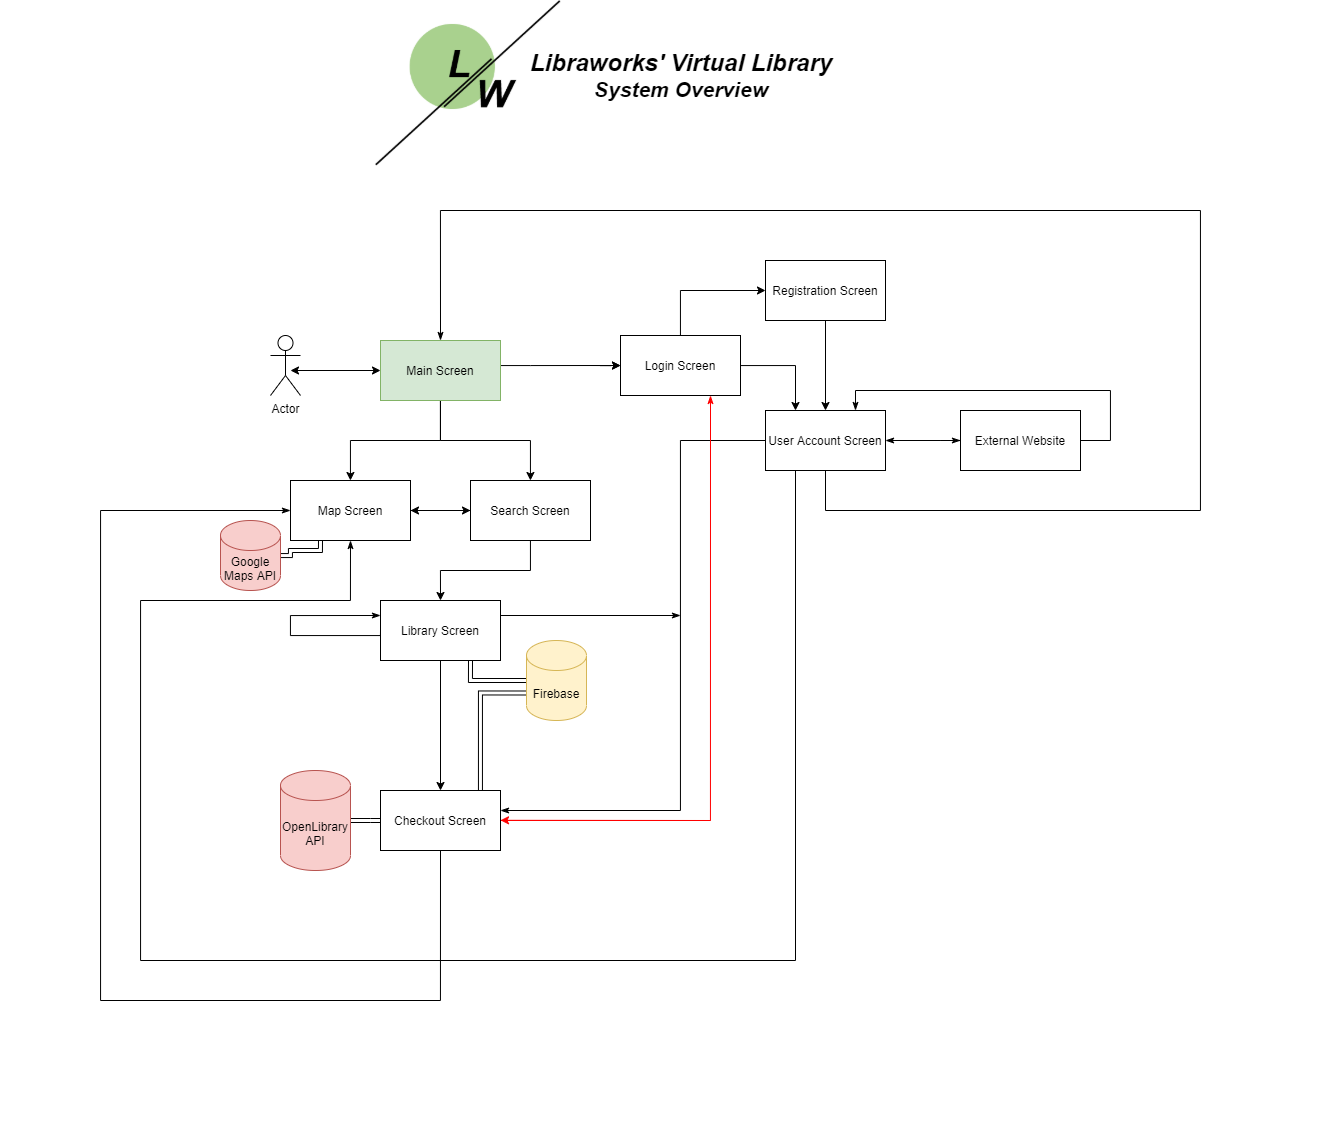 L
W
Libraworks' Virtual Library
System Overview
Registration Screen
Main Screen
Login Screen
Actor
User Account Screen
External Website
Map Screen
Search Screen
Google
Maps API
Library Screen
Firebase
Checkout Screen
OpenLibrary
API